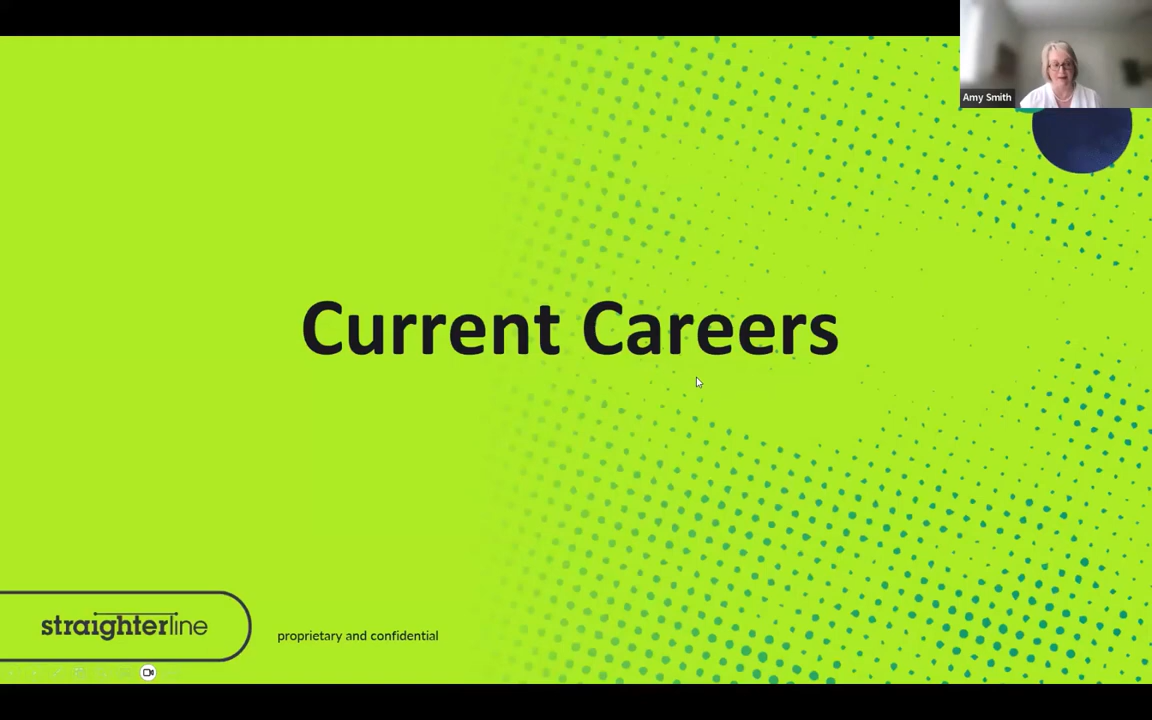 Amy Smith
Current Careers
straighterline
proprietary and confidential